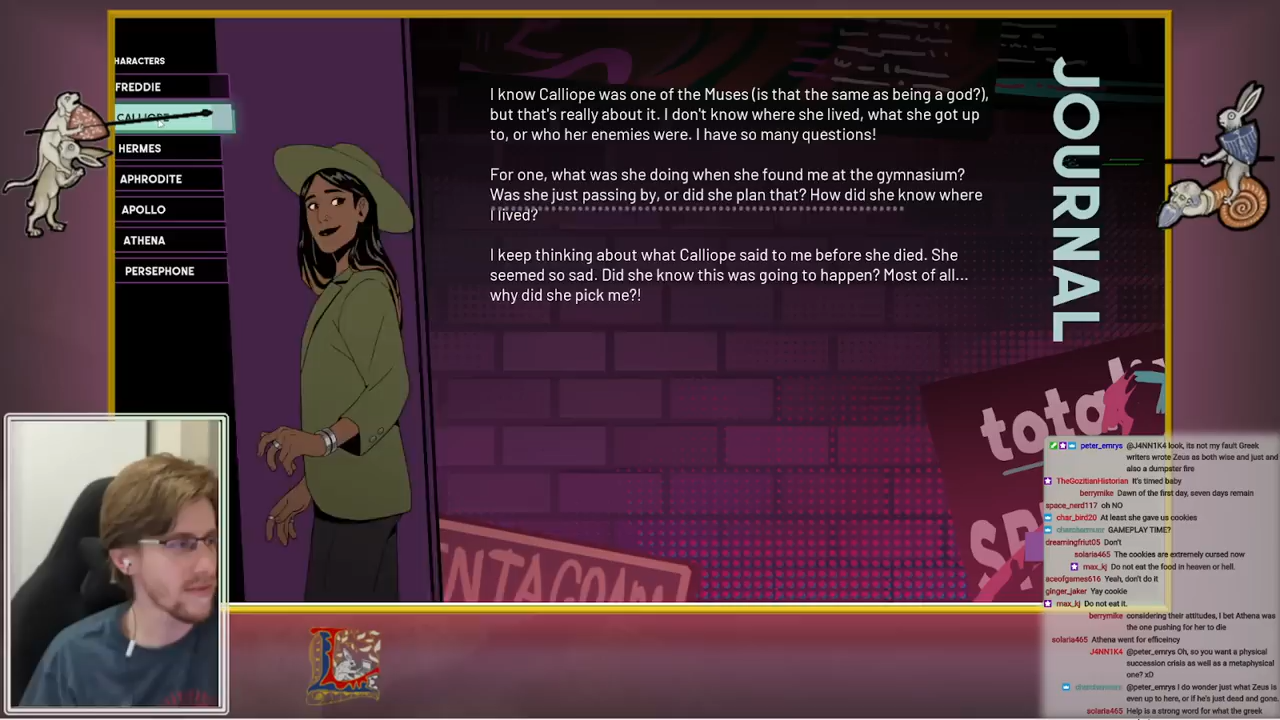 CHARACTERS
FREDDIE
CALLIOPE
HERMES
APHRODITE
APOLLO
ATHENA
PERSEPHONE
I know Calliope was one of the Muses (is that the same as being a god?),
but that's really about it. I don't know where she lived, what she got up
to, or who her enemies were. I have so many questions!
For one, what was she doing when she found me at the gymnasium?
Was she just passing by, or did she plan that? How did she know where
I lived?
I keep thinking about what Calliope said to me before she died. She
seemed so sad. Did she know this was going to happen? Most of all...
why did she pick me?!
JOURNAL
ENTAGONA
peter_emrys @J4NN1K4 look, its not my fault Greek
writers wrote Zeus as both wise and just and
also a dumpster fire
TheGozitianHistorian It's timed baby
berrymike Dawn of the first day, seven days remain
space_nerd117 oh NO
char_bird20 At least she gave us cookies
GAMEPLAY TIME?
dreamingfriut05 Don't
solaria465 The cookies are extremely cursed now
max_kj Do not eat the food in heaven or hell.
aceofgames616 Yeah, don't do it
ginger_jaker Yay cookie
max_kj Do not eat it.
berrymike considering their attitudes, I bet Athena
was the one pushing for her to die
solaria465 Athena went for efficeincy
J4NN1K4 @peter_emrys Oh, so you want a physical
succession crisis as well as a metaphysical
one? xD
@peter_emrys I do wonder just what Zeus is
even up to here, or if he's just dead and gone.
solaria465 Help is a strong word for what the greek